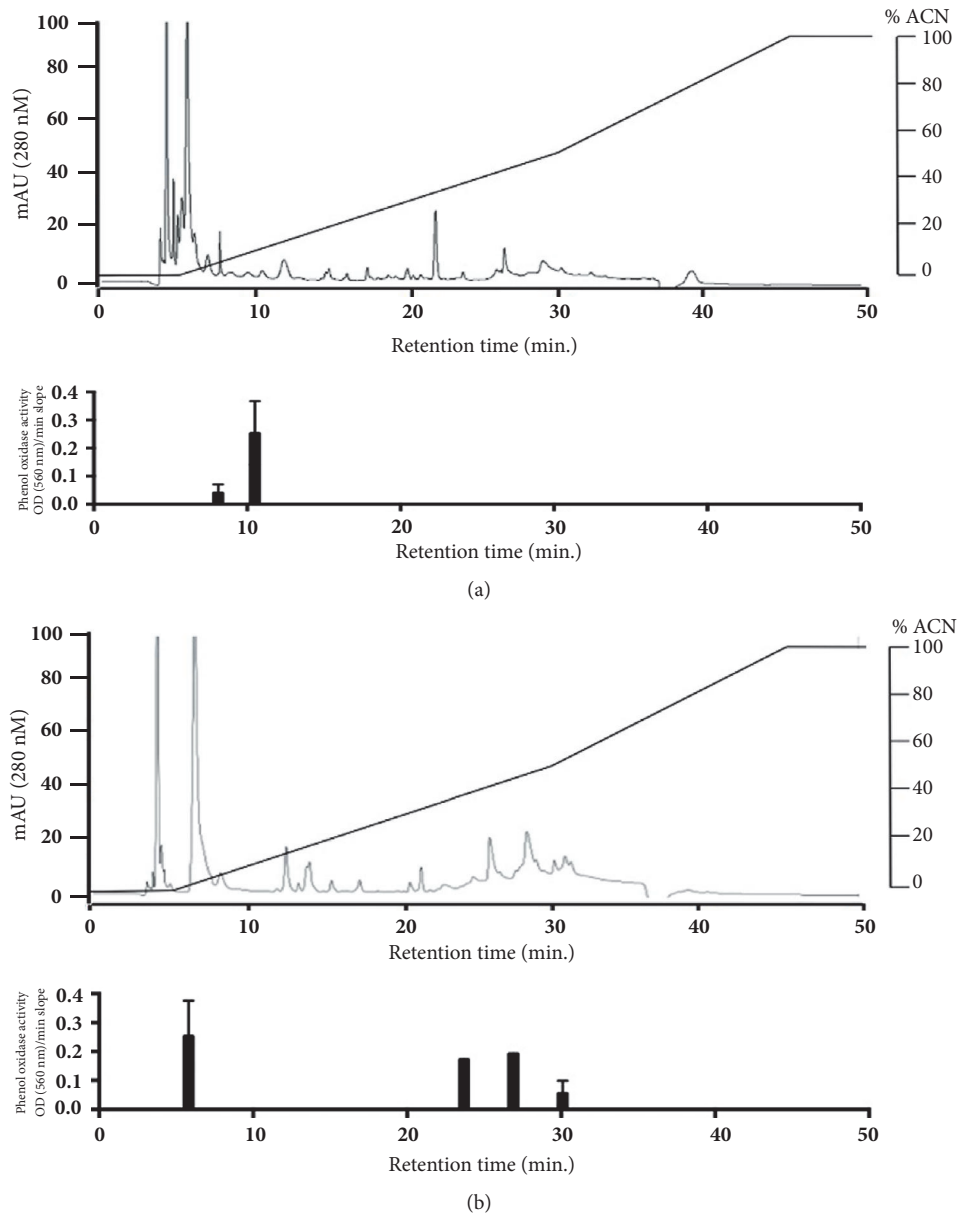 % ACN
100
80
60
40
20
0
mAU (280 nM)
100
80
60
40
20
0
0 10 20 30 40 50
Retention time (min.)
Phenol oxidase activity
OD (560 nm)/min slope
0.4
0.3
0.2
0.1
0.0
0 10 20 30 40 50
Retention time (min.)
(a)
% ACN
100
80
60
40
20
0
mAU (280 nM)
100
80
60
40
20
0
0 10 20 30 40 50
Retention time (min.)
Phenol oxidase activity
OD (560 nm)/min slope
0.4
0.3
0.2
0.1
0.0
0 10 20 30 40 50
Retention time (min.)
(b)